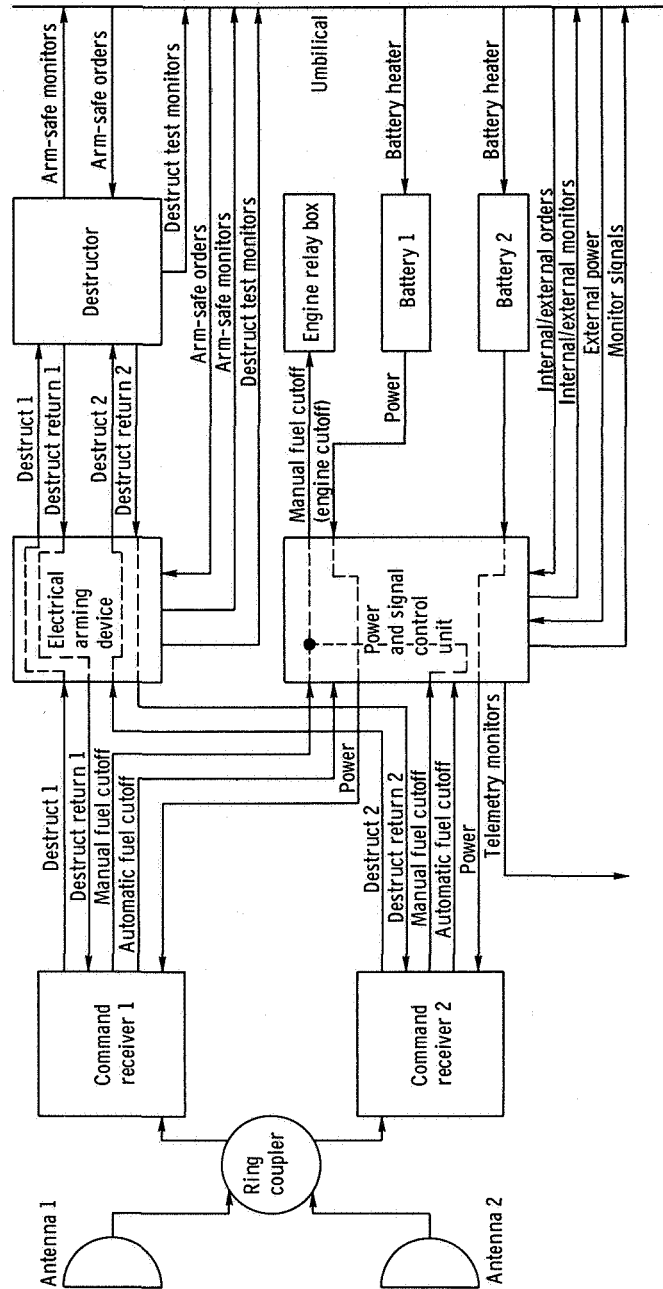 Antenna 1
Antenna 2
Ring
coupler
Command
receiver 1
Command
receiver 2
Destruct 1
Destruct return 1
Manual fuel cutoff
Automatic fuel cutoff
Power
Destruct 2
Destruct return 2
Manual fuel cutoff
Automatic fuel cutoff
Power
Telemetry monitors
Electrical
arming
device
Power
and signal
control
unit
Destruct 1
Destruct return 1
Destruct 2
Destruct return 2
Manual fuel cutoff
(engine cutoff)
Power
Destructor
Engine relay box
Battery 1
Battery 2
Arm-safe monitors
Arm-safe orders
Destruct test monitors
Arm-safe orders
Arm-safe monitors
Destruct test monitors
Umbilical
Battery heater
Battery heater
Internal/external orders
Internal/external monitors
External power
Monitor signals